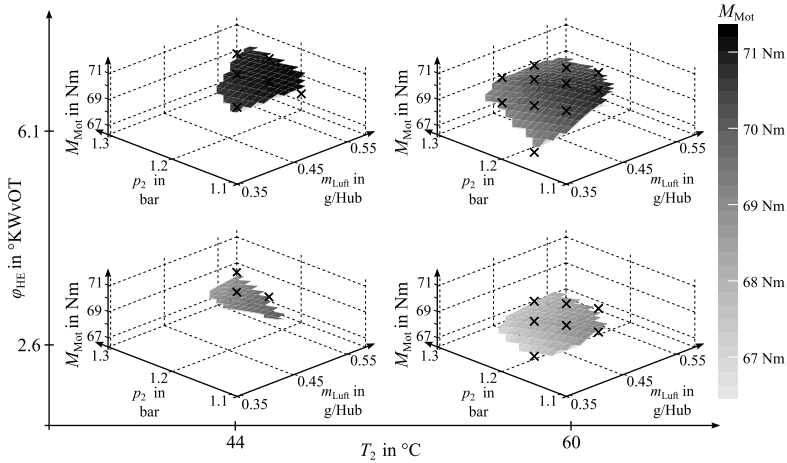 M_Mot
71 Nm
70 Nm
69 Nm
68 Nm
67 Nm
φ_HE in °KWvOT
6.1
2.6
M_Mot in Nm
71
69
67
1.3
1.2
1.1
p_2 in
bar
0.35
0.45
0.55
m_Luft in
g/Hub
M_Mot in Nm
71
69
67
1.3
1.2
1.1
p_2 in
bar
0.35
0.45
0.55
m_Luft in
g/Hub
M_Mot in Nm
71
69
67
1.3
1.2
1.1
p_2 in
bar
0.35
0.45
0.55
m_Luft in
g/Hub
M_Mot in Nm
71
69
67
1.3
1.2
1.1
p_2 in
bar
0.35
0.45
0.55
m_Luft in
g/Hub
44
60
T_2 in °C